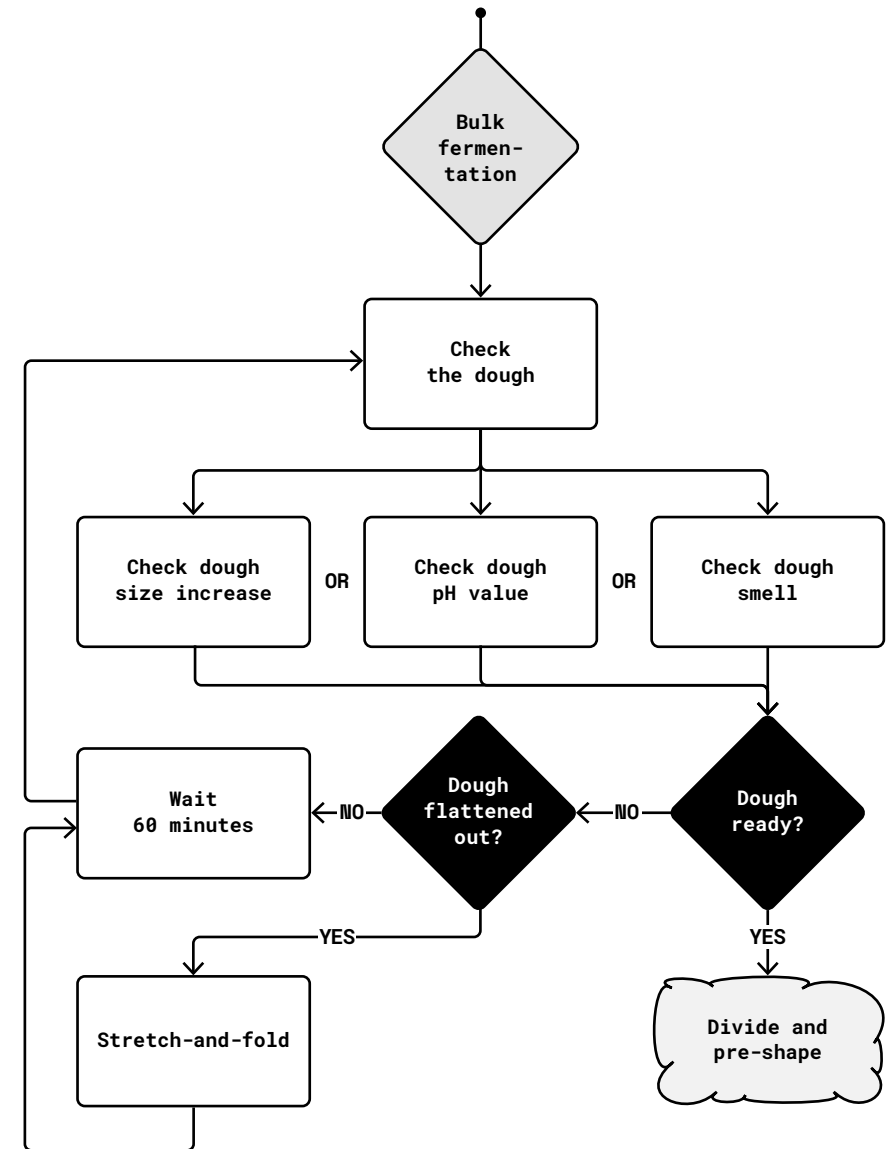 Bulk
fermen-
tation
Check
the dough
Check dough
size increase
OR
Check dough
pH value
OR
Check dough
smell
Wait
60 minutes
NO
Dough
flattened
out?
NO
Dough
ready?
YES
YES
Stretch-and-fold
Divide and
pre-shape